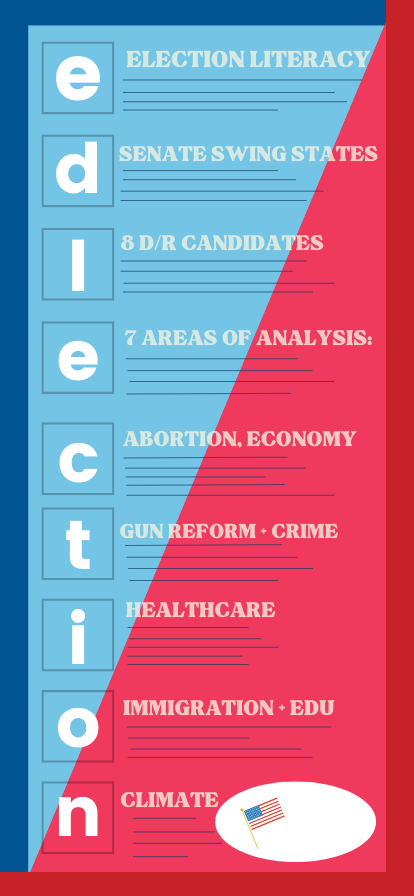 e ELECTION LITERACY
d SENATE SWING STATES
l 8 D/R CANDIDATES
e 7 AREAS OF ANALYSIS:
c ABORTION, ECONOMY
t GUN REFORM + CRIME
i HEALTHCARE
o IMMIGRATION + EDU
n CLIMATE